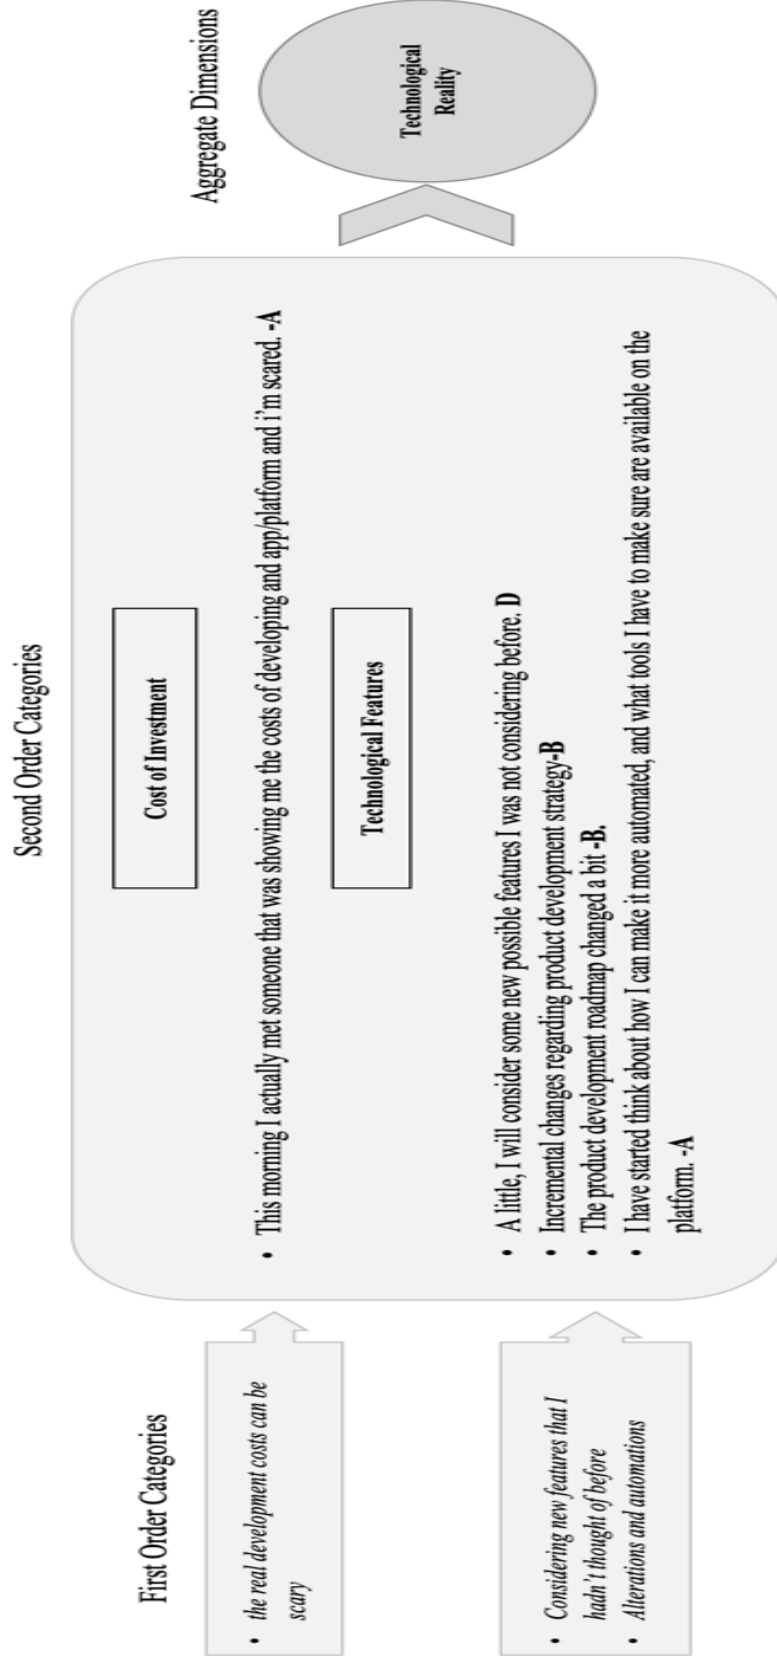 First Order Categories
• the real development costs can be
scary
• Considering new features that I
hadn't thought of before
• Alterations and automations
Second Order Categories
Cost of Investment
• This morning I actually met someone that was showing me the costs of developing and app/platform and i'm scared. -A
Technological Features
• A little, I will consider some new possible features I was not considering before. D
• Incremental changes regarding product development strategy-B
• The product development roadmap changed a bit -B.
• I have started think about how I can make it more automated, and what tools I have to make sure are available on the
platform. -A
Aggregate Dimensions
Technological
Reality